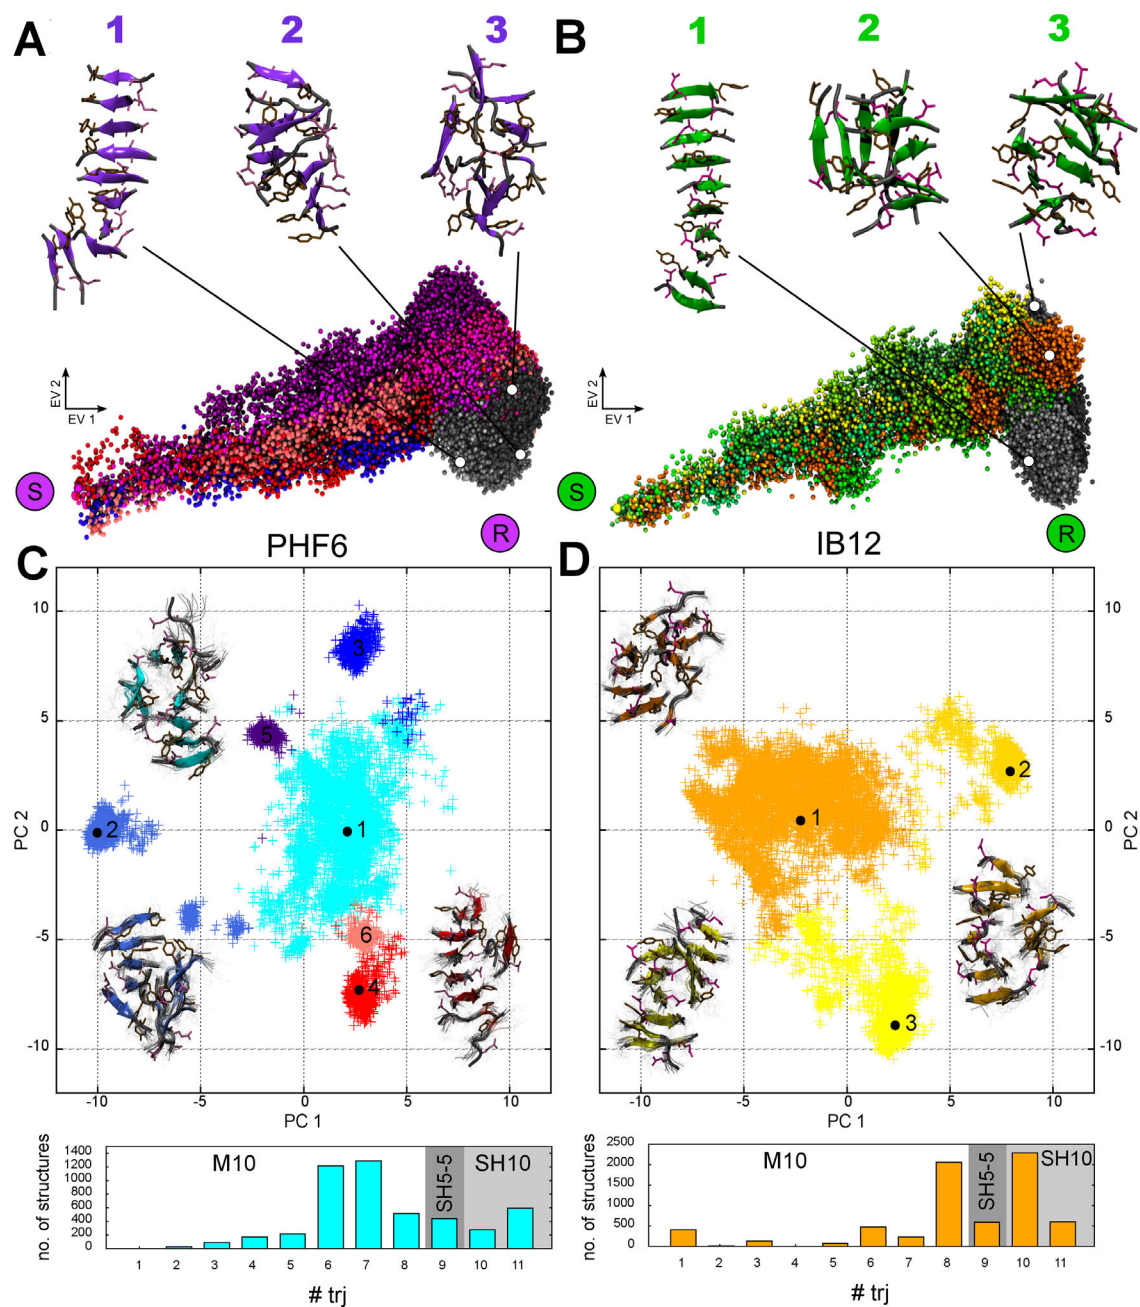 A
1
2
3
B
1
2
3
EV 2
EV 1
EV 2
EV 1
S
R
S
R
PHF6
IB12
C
D
10
5
0
-5
-10
PC 2
3
5
2
1
6
4
-10
-5
0
5
10
PC 1
10
5
0
-5
-10
PC 2
1
2
3
-10
-5
0
5
10
PC 1
no. of structures
1400
1200
1000
800
600
400
200
0
M10
SH5-5
SH10
1 2 3 4 5 6 7 8 9 10 11
# trj
no. of structures
2500
2000
1500
1000
500
0
M10
SH5-5
SH10
1 2 3 4 5 6 7 8 9 10 11
# trj